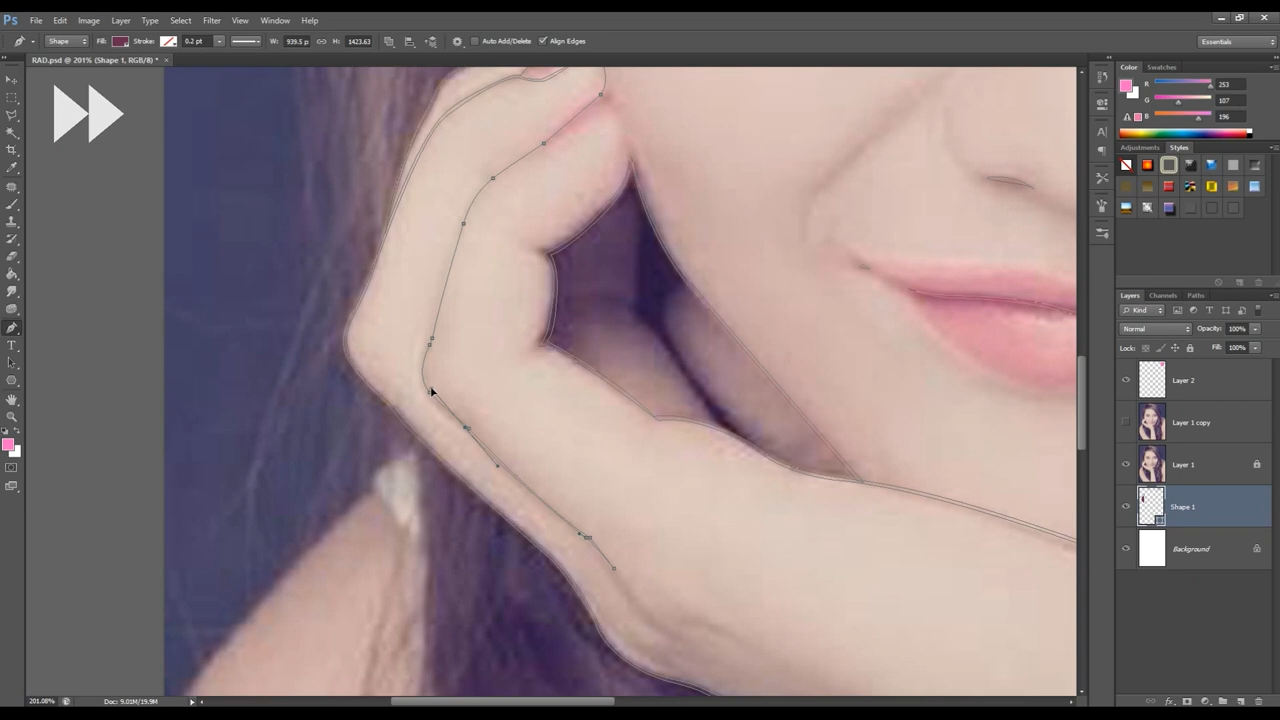 Ps File Edit Image Layer Type Select Filter View Window Help
Shape Fill: Stroke: 0.2 pt W: 939.5 p H: 1423.63 Auto Add/Delete Align Edges Essentials
RAD.psd @ 201% (Shape 1, RGB/8) * ×
Color Swatches
R 253
G 107
B 196
Adjustments Styles
Layers Channels Paths
Kind
Normal Opacity: 100%
Lock: Fill: 100%
Layer 2
Layer 1 copy
Layer 1
Shape 1
Background
201.08% Doc: 9.01M/19.9M